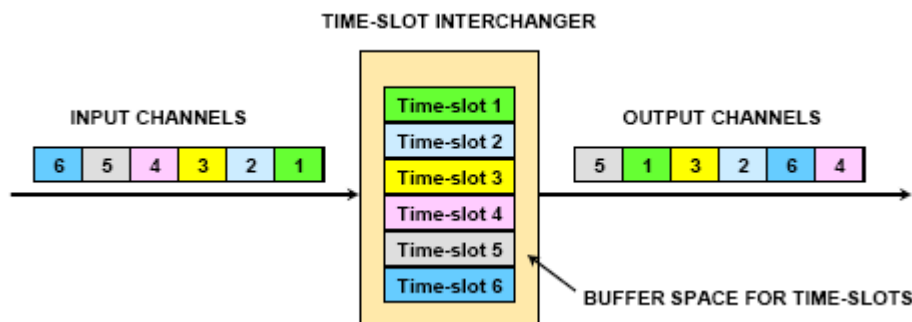 TIME-SLOT INTERCHANGER
INPUT CHANNELS
6 5 4 3 2 1
Time-slot 1
Time-slot 2
Time-slot 3
Time-slot 4
Time-slot 5
Time-slot 6
OUTPUT CHANNELS
5 1 3 2 6 4
BUFFER SPACE FOR TIME-SLOTS